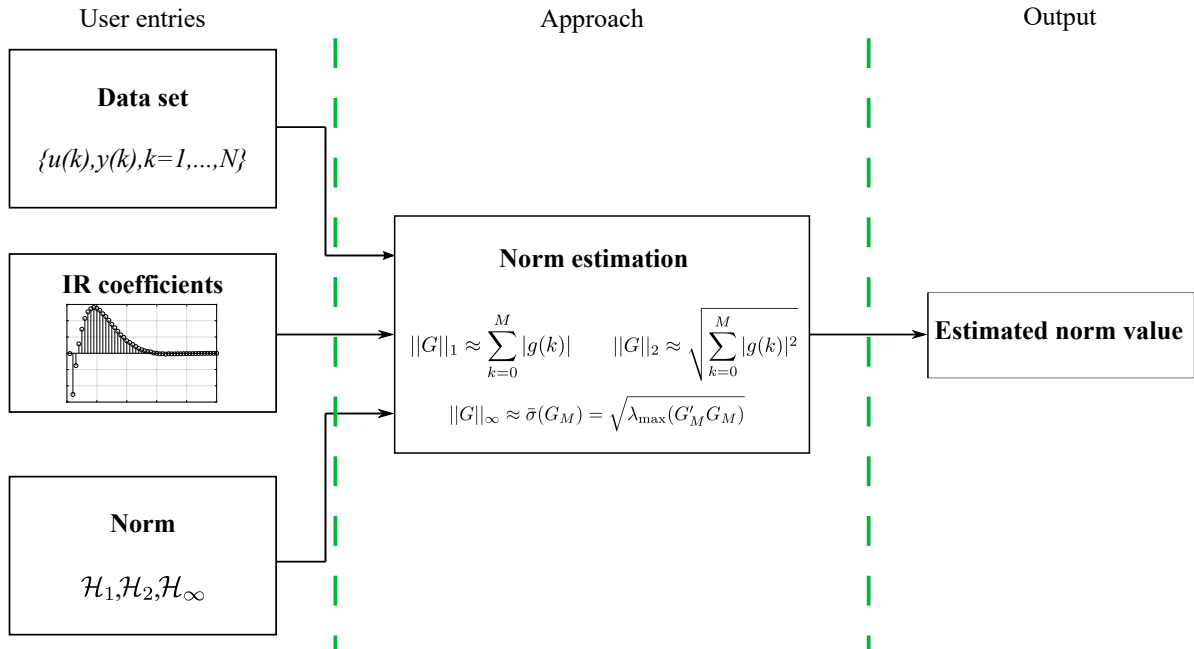 User entries
Approach
Output
Data set
{u(k),y(k),k=1,...,N}
IR coefficients
Norm
ℋ₁,ℋ₂,ℋ∞
Norm estimation
||G||₁ ≈ ∑_{k=0}^{M} |g(k)|
||G||₂ ≈ √(∑_{k=0}^{M} |g(k)|²)
||G||∞ ≈ σ̄(G_M) = √(λ_max(G′_M G_M))
Estimated norm value